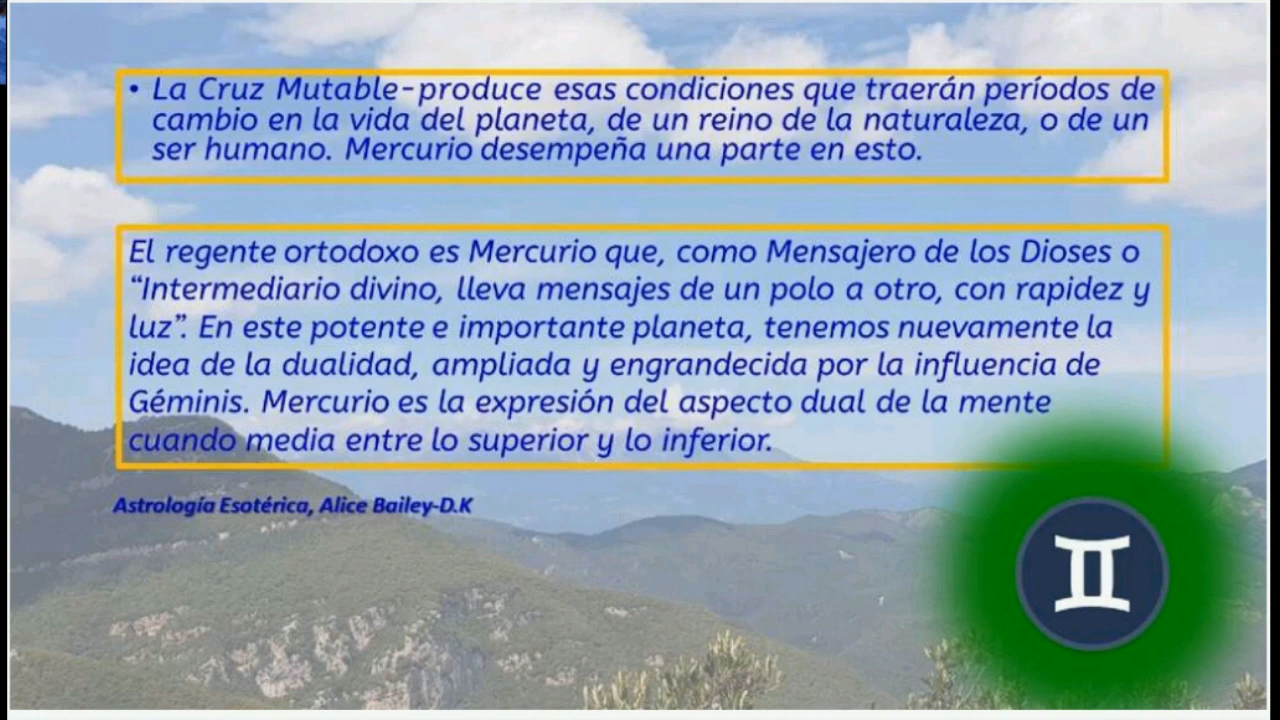 • La Cruz Mutable-produce esas condiciones que traerán períodos de
cambio en la vida del planeta, de un reino de la naturaleza, o de un
ser humano. Mercurio desempeña una parte en esto.
El regente ortodoxo es Mercurio que, como Mensajero de los Dioses o
“Intermediario divino, lleva mensajes de un polo a otro, con rapidez y
luz”. En este potente e importante planeta, tenemos nuevamente la
idea de la dualidad, ampliada y engrandecida por la influencia de
Géminis. Mercurio es la expresión del aspecto dual de la mente
cuando media entre lo superior y lo inferior.
Astrología Esotérica, Alice Bailey-D.K